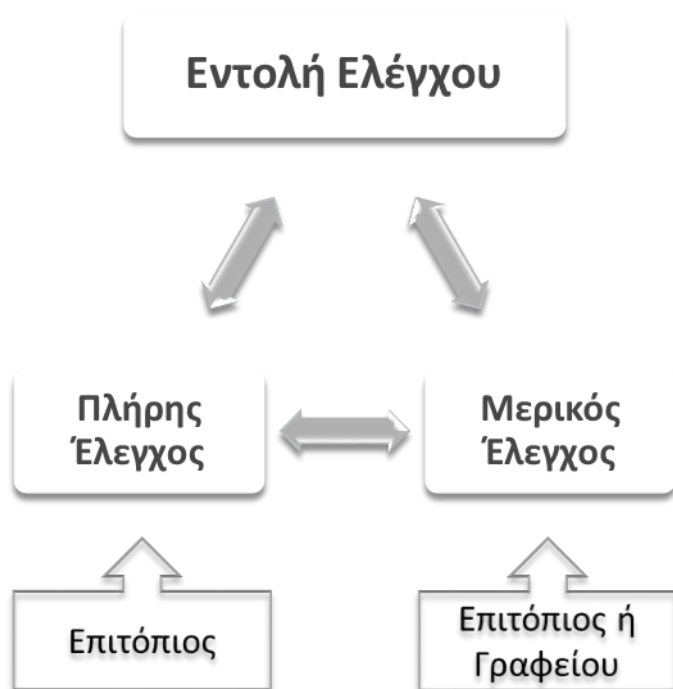 Εντολή Ελέγχου
Πλήρης
Έλεγχος
Μερικός
Έλεγχος
Επιτόπιος
Επιτόπιος ή
Γραφείου